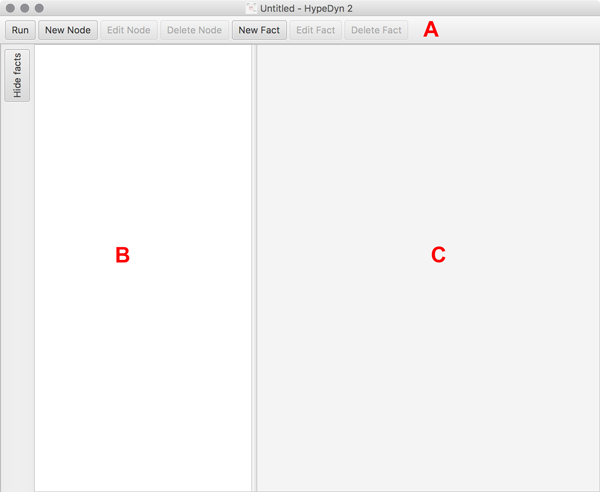 Untitled - HypeDyn 2
Run New Node Edit Node Delete Node New Fact Edit Fact Delete Fact A
Hide facts
B C